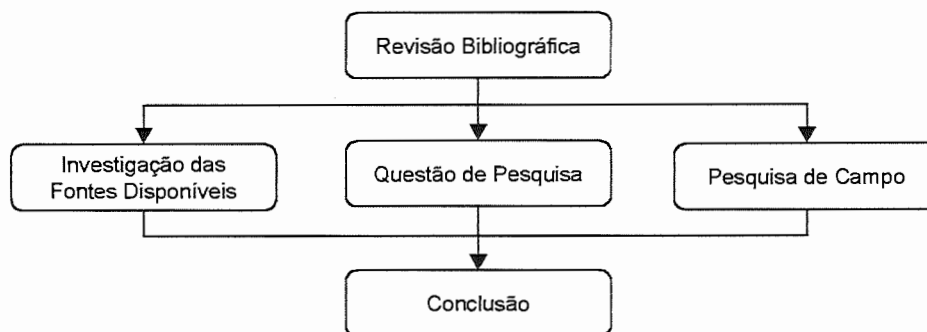 Revisão Bibliográfica
Investigação das
Fontes Disponíveis
Questão de Pesquisa
Pesquisa de Campo
Conclusão